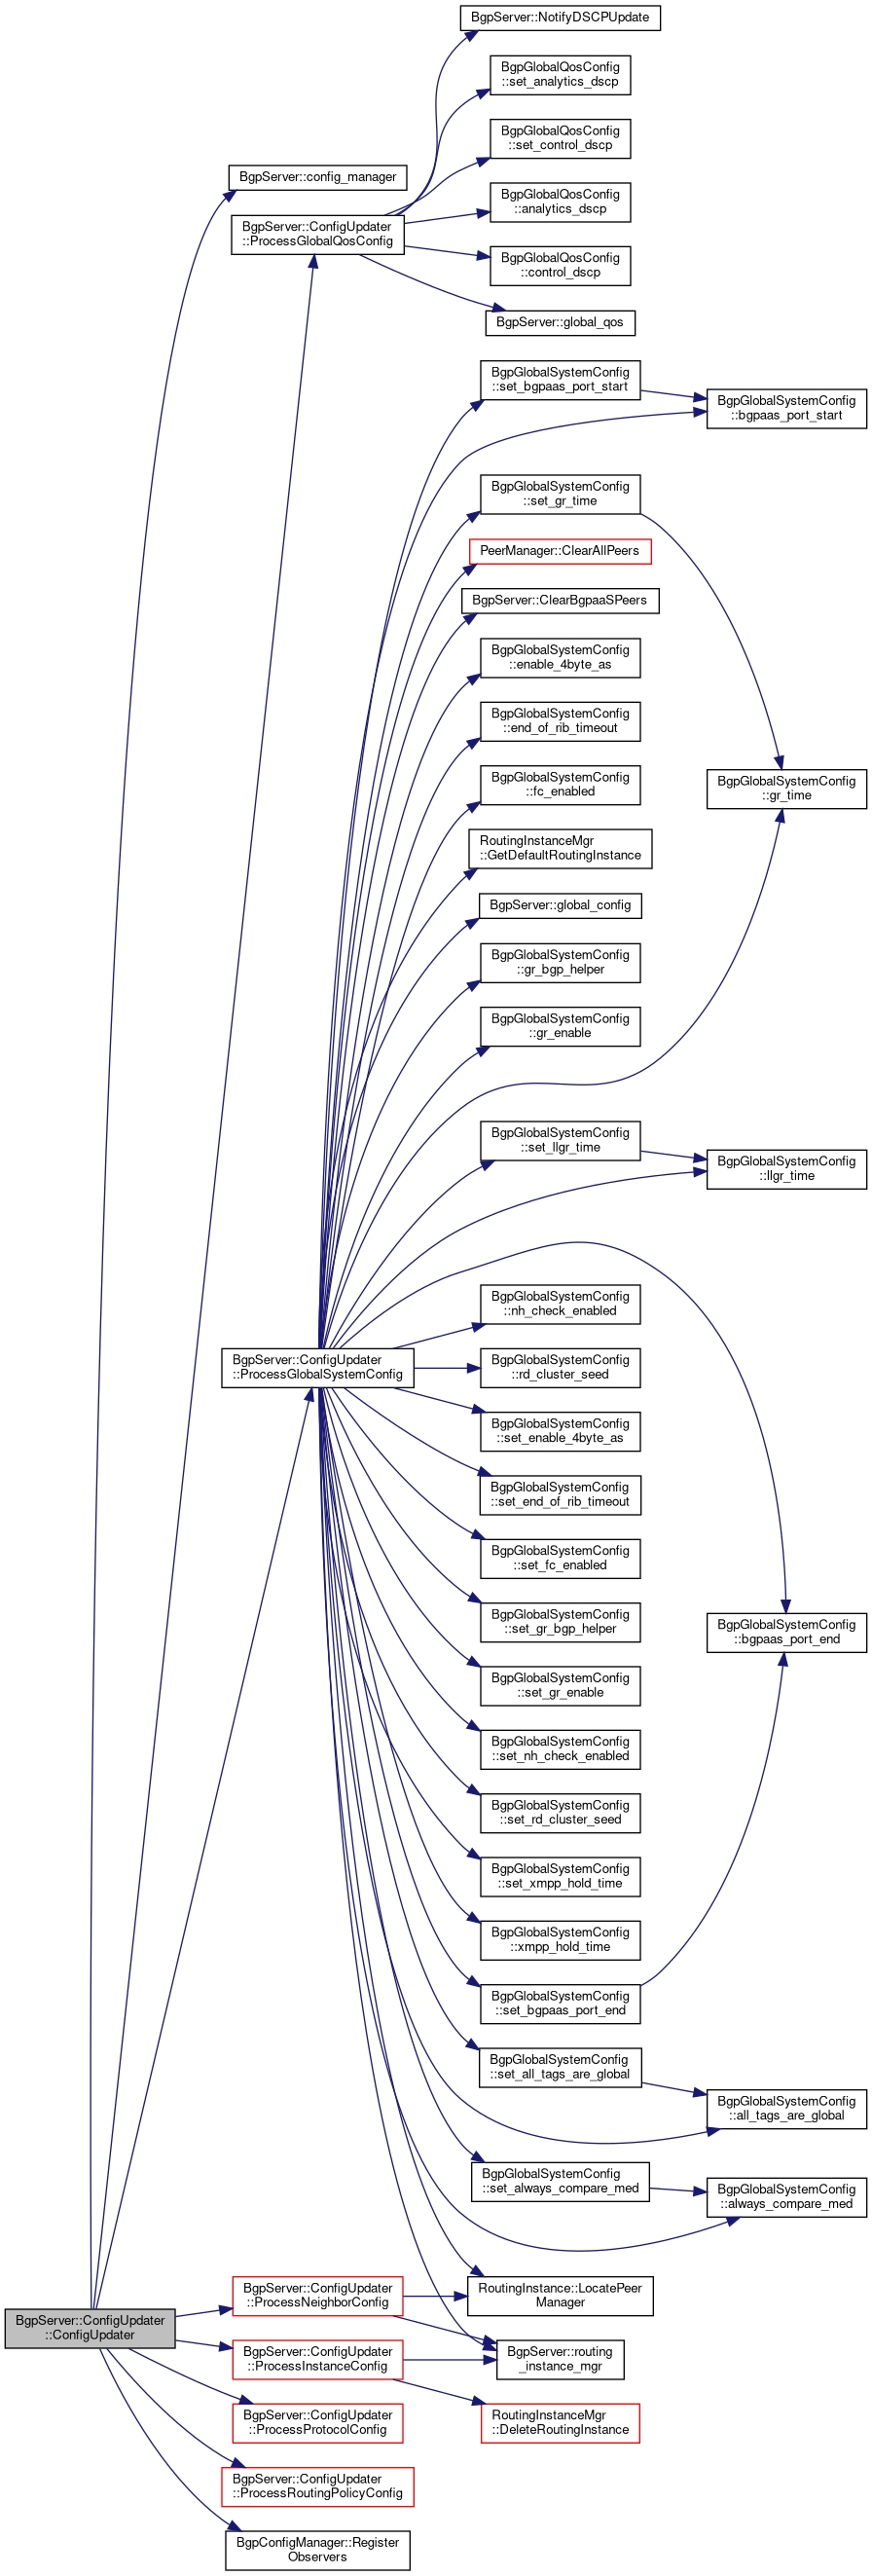 BgpServer::NotifyDSCPUpdate
BgpGlobalQosConfig
::set_analytics_dscp
BgpGlobalQosConfig
::set_control_dscp
BgpServer::config_manager
BgpGlobalQosConfig
::analytics_dscp
BgpServer::ConfigUpdater
::ProcessGlobalQosConfig
BgpGlobalQosConfig
::control_dscp
BgpServer::global_qos
BgpGlobalSystemConfig
::set_bgpaas_port_start
BgpGlobalSystemConfig
::bgpaas_port_start
BgpGlobalSystemConfig
::set_gr_time
PeerManager::ClearAllPeers
BgpServer::ClearBgpaaSPeers
BgpGlobalSystemConfig
::enable_4byte_as
BgpGlobalSystemConfig
::end_of_rib_timeout
BgpGlobalSystemConfig
::fc_enabled
BgpGlobalSystemConfig
::gr_time
RoutingInstanceMgr
::GetDefaultRoutingInstance
BgpServer::global_config
BgpGlobalSystemConfig
::gr_bgp_helper
BgpGlobalSystemConfig
::gr_enable
BgpGlobalSystemConfig
::set_llgr_time
BgpGlobalSystemConfig
::llgr_time
BgpGlobalSystemConfig
::nh_check_enabled
BgpServer::ConfigUpdater
::ProcessGlobalSystemConfig
BgpGlobalSystemConfig
::rd_cluster_seed
BgpGlobalSystemConfig
::set_enable_4byte_as
BgpGlobalSystemConfig
::set_end_of_rib_timeout
BgpGlobalSystemConfig
::set_fc_enabled
BgpGlobalSystemConfig
::set_gr_bgp_helper
BgpGlobalSystemConfig
::bgpaas_port_end
BgpGlobalSystemConfig
::set_gr_enable
BgpGlobalSystemConfig
::set_nh_check_enabled
BgpGlobalSystemConfig
::set_rd_cluster_seed
BgpGlobalSystemConfig
::set_xmpp_hold_time
BgpGlobalSystemConfig
::xmpp_hold_time
BgpGlobalSystemConfig
::set_bgpaas_port_end
BgpGlobalSystemConfig
::set_all_tags_are_global
BgpGlobalSystemConfig
::all_tags_are_global
BgpGlobalSystemConfig
::set_always_compare_med
BgpGlobalSystemConfig
::always_compare_med
BgpServer::ConfigUpdater
::ProcessNeighborConfig
RoutingInstance::LocatePeer
Manager
BgpServer::ConfigUpdater
::ConfigUpdater
BgpServer::ConfigUpdater
::ProcessInstanceConfig
BgpServer::routing
_instance_mgr
BgpServer::ConfigUpdater
::ProcessProtocolConfig
RoutingInstanceMgr
::DeleteRoutingInstance
BgpServer::ConfigUpdater
::ProcessRoutingPolicyConfig
BgpConfigManager::Register
Observers